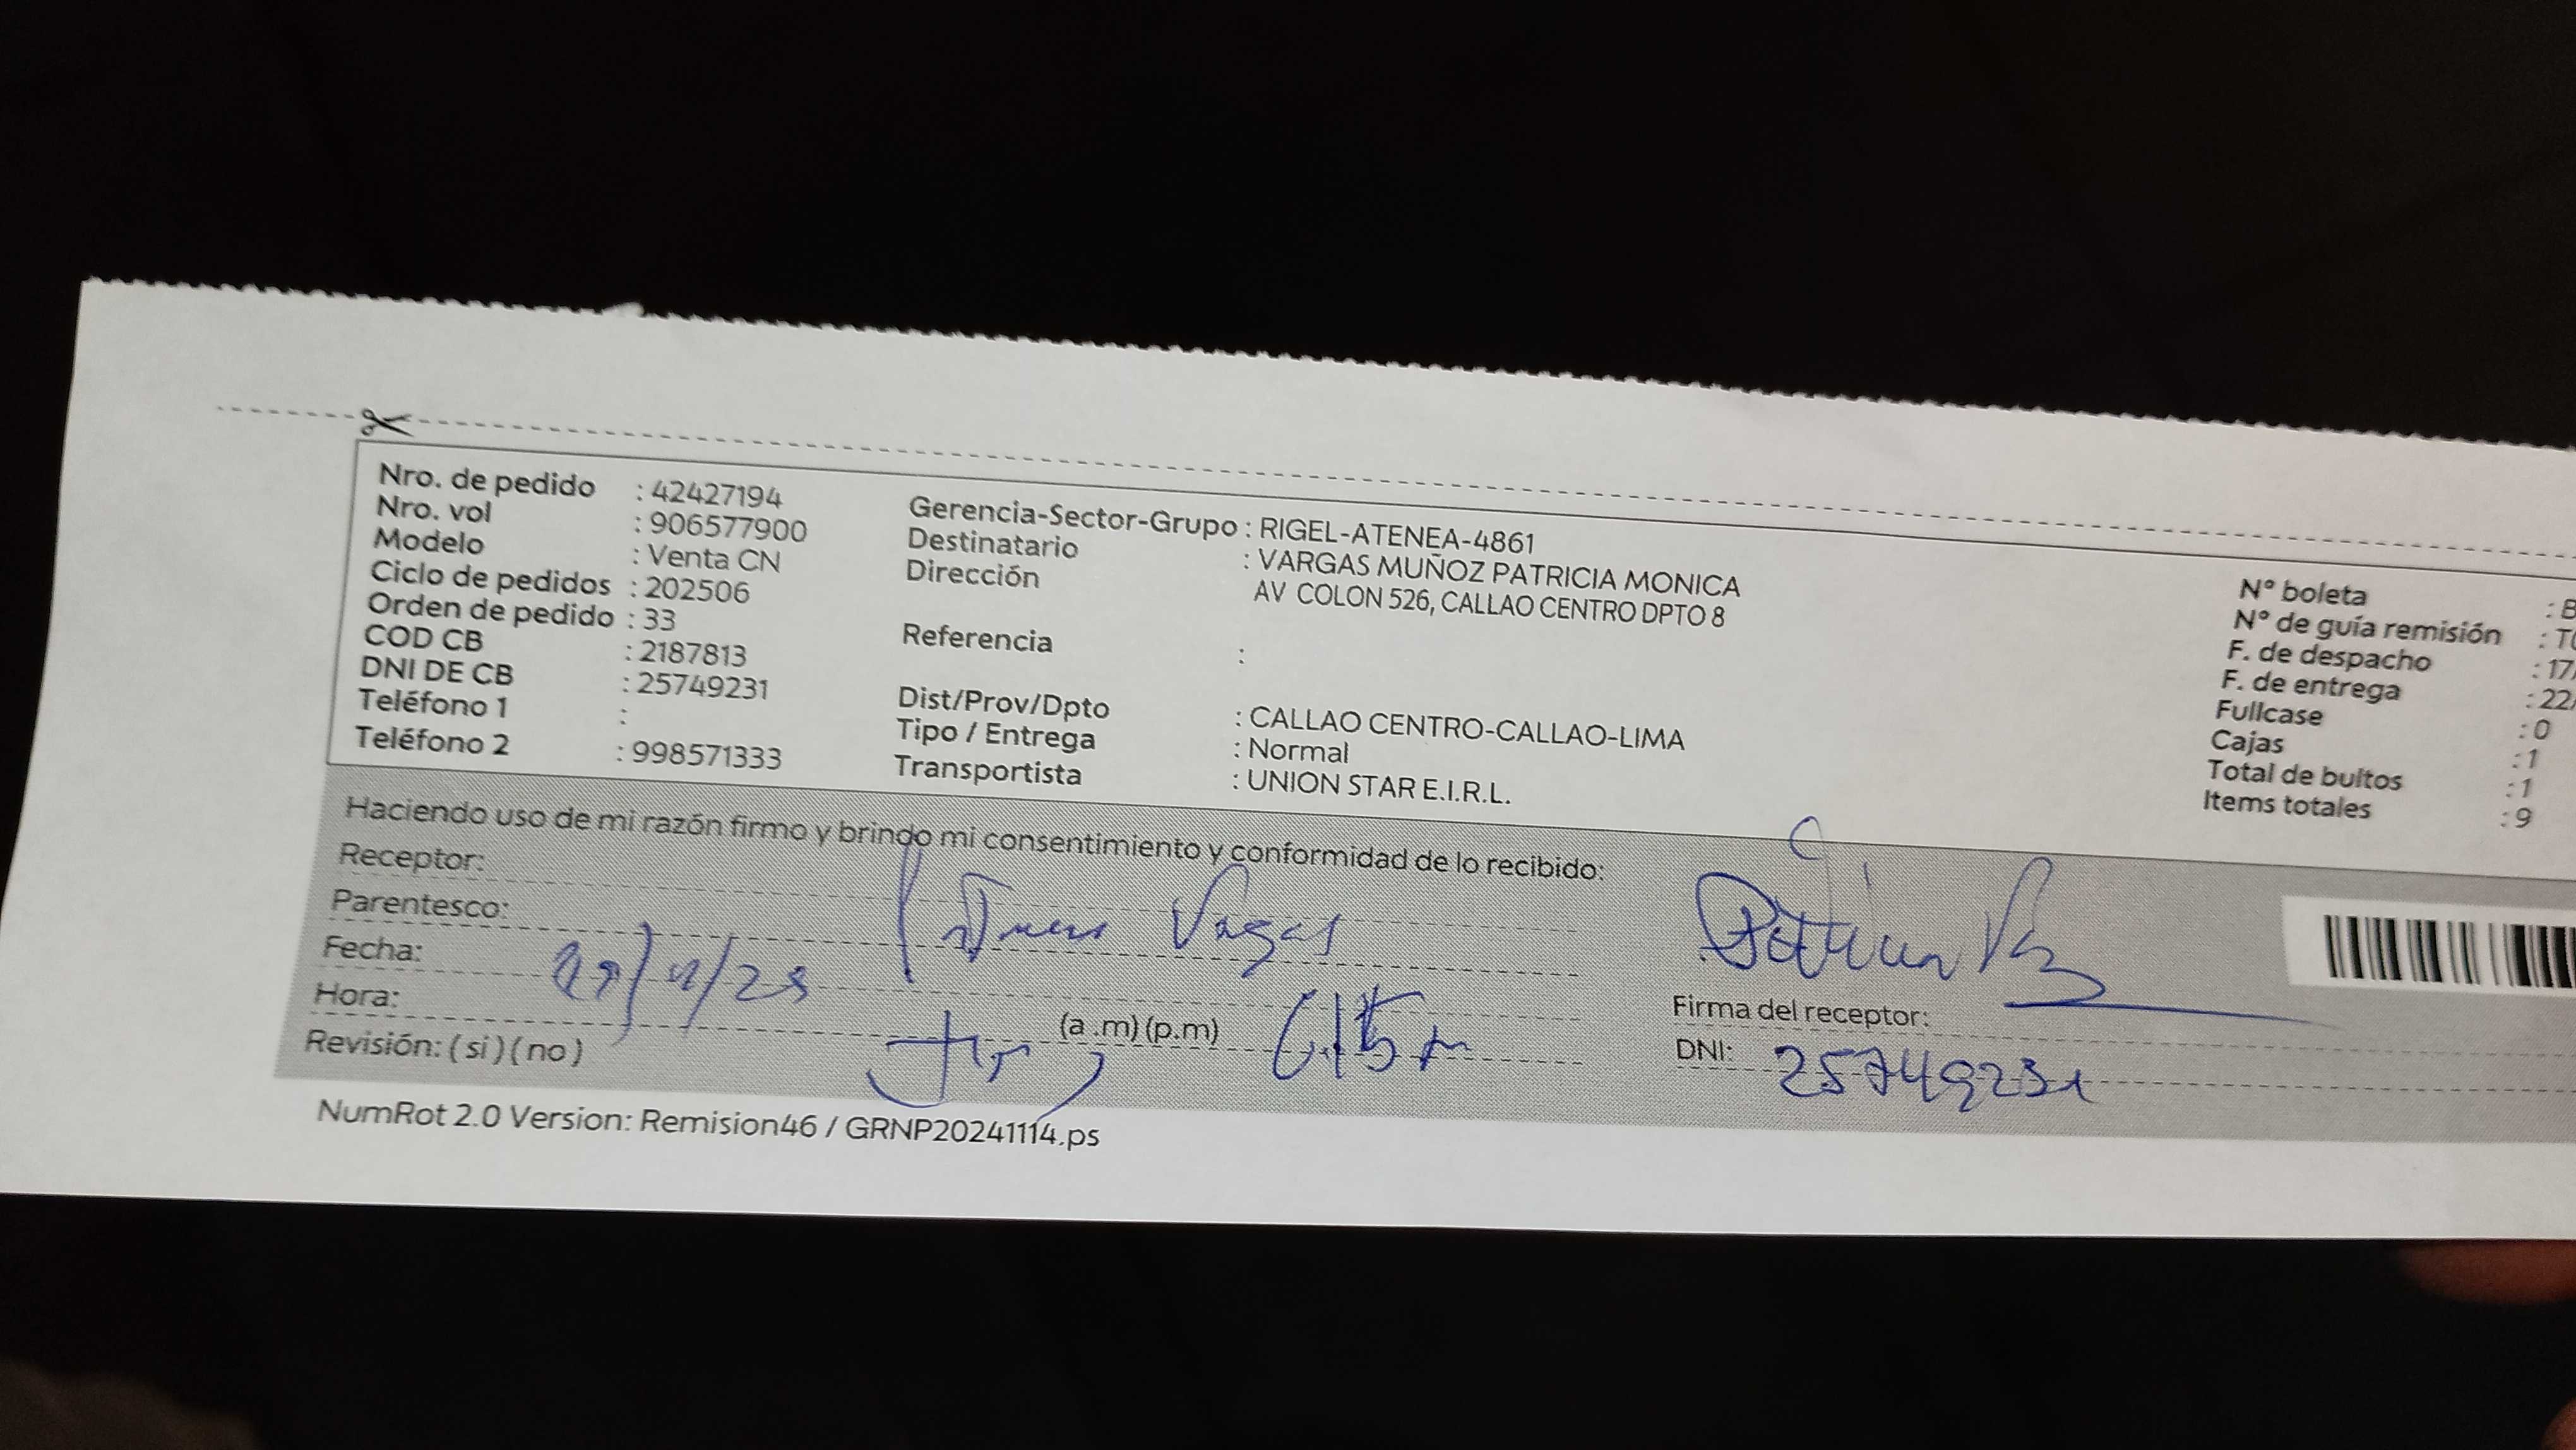 Nro. de pedido : 42427194
Nro. vol : 906577900
Modelo : Venta CN
Ciclo de pedidos : 202506
Orden de pedido : 33
COD CB : 2187813
DNI DE CB : 25749231
Teléfono 1 :
Teléfono 2 : 998571333
Gerencia-Sector-Grupo : RIGEL-ATENEA-4861
Destinatario : VARGAS MUÑOZ PATRICIA MONICA
Dirección AV COLON 526, CALLAO CENTRO DPTO 8
Referencia :
Dist/Prov/Dpto : CALLAO CENTRO-CALLAO-LIMA
Tipo / Entrega : Normal
Transportista : UNION STAR E.I.R.L.
N° boleta : B
N° de guía remisión :
F. de despacho : 17/
F. de entrega : 22/
Fullcase : 0
Cajas : 1
Total de bultos : 1
Items totales : 9
Haciendo uso de mi razón firmo y brindo mi consentimiento y conformidad de lo recibido:
Receptor:
Parentesco: Vargas
Fecha:
Hora: (a .m) (p.m)
Revisión: ( si ) ( no )
Firma del receptor:
DNI: 25749231
NumRot 2.0 Version: Remision46 / GRNP20241114.ps